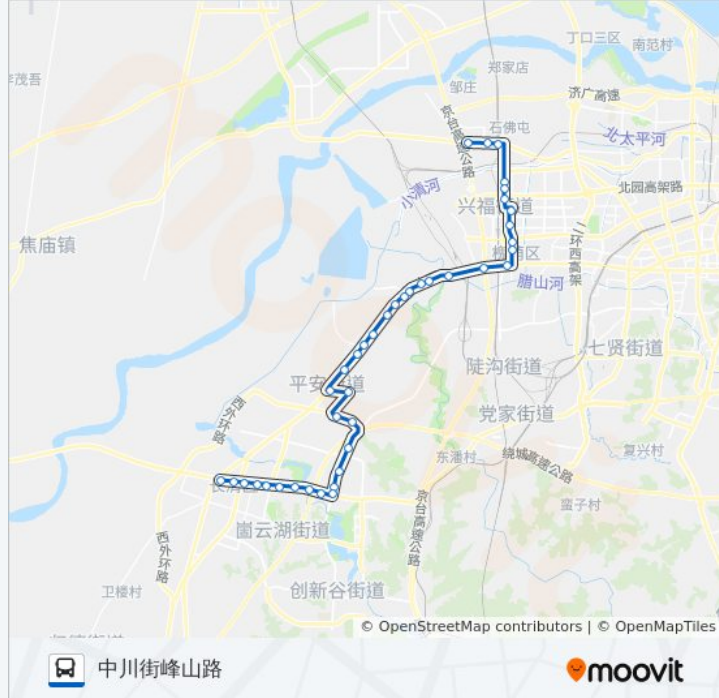 丁口三区
南范村
郑家店
李茂吾
邹庄
济广高速
京台高速公路
石佛屯
北太平河
小清河
北园高架路
兴福街道
焦庙镇
二环西高架
腊山河
七贤街道
陡沟街道
平安街道
西外环路
党家街道
复兴村
东潘村
绕城高速公路
蛮子村
京台高速公路
崮云湖街道
西外环路
卫楼村
创新谷街道
© OpenStreetMap contributors | © OpenMapTiles
中川街峰山路
moovit